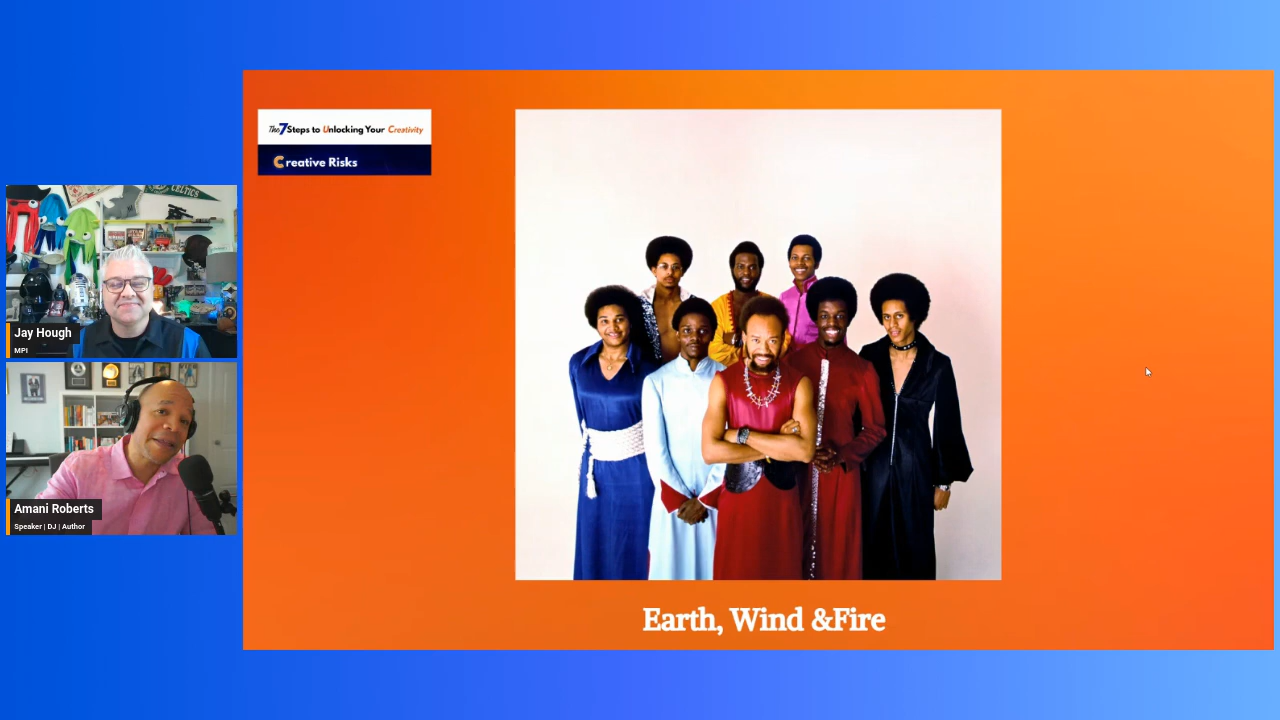 The 7 Steps to Unlocking Your Creativity
Creative Risks
CELTICS
Jay Hough
MPI
Amani Roberts
Speaker | DJ | Author
Earth, Wind &Fire